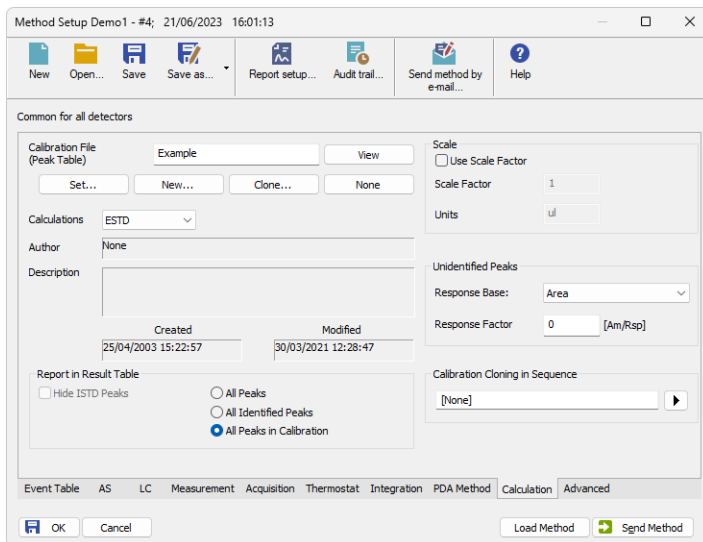 Method Setup Demo1 - #4; 21/06/2023 16:01:13
New Open... Save Save as... Report setup... Audit trail... Send method by e-mail... Help
Common for all detectors
Calibration File
(Peak Table)
Example
View
Set... New... Clone... None
Calculations ESTD
Author None
Description
Created Modified
25/04/2003 15:22:57 30/03/2021 12:28:47
Report in Result Table
Hide ISTD Peaks
All Peaks
All Identified Peaks
All Peaks in Calibration
Scale
Use Scale Factor
Scale Factor 1
Units ul
Unidentified Peaks
Response Base: Area
Response Factor 0 [Am/Rsp]
Calibration Cloning in Sequence
[None]
Event Table AS LC Measurement Acquisition Thermostat Integration PDA Method Calculation Advanced
OK Cancel Load Method Send Method